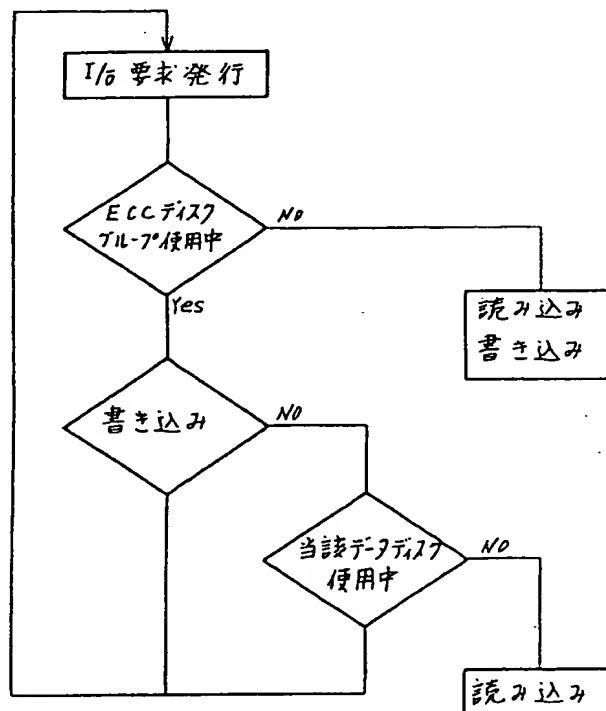 I/O 要求発行
ECCディスク
グループ使用中
NO
Yes
読み込み
書き込み
書き込み
NO
当該データディスク
使用中
NO
読み込み